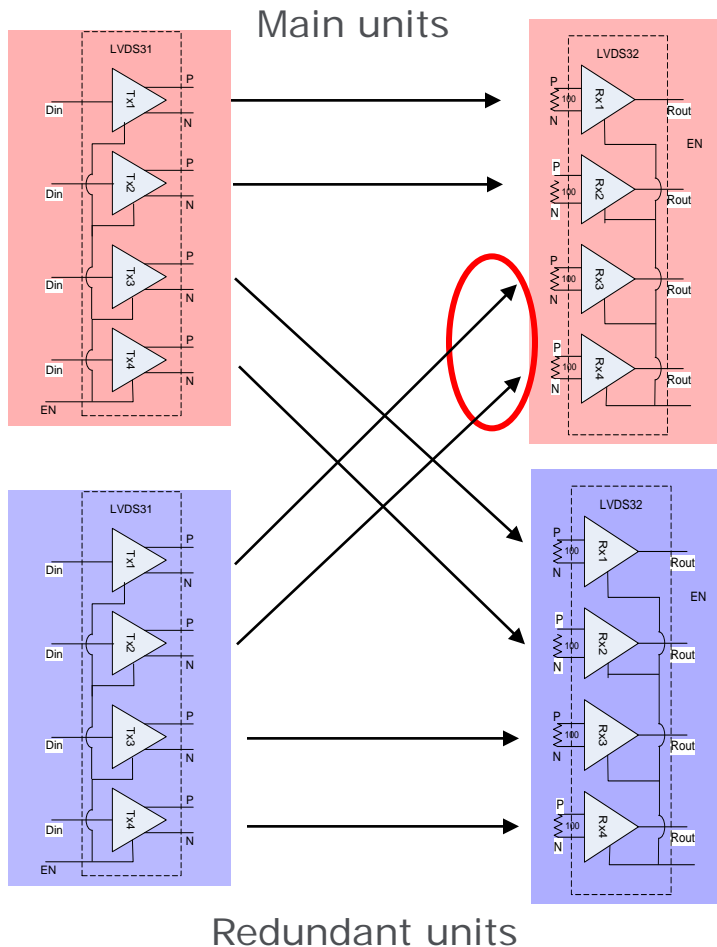 Main units
LVDS31
Din
Tx1
P
N
Din
Tx2
P
N
Din
Tx3
P
N
Din
Tx4
P
N
EN
LVDS32
P
100
N
Rx1
Rout
EN
P
100
N
Rx2
Rout
P
100
N
Rx3
Rout
P
100
N
Rx4
Rout
LVDS31
Din
Tx1
P
N
Din
Tx2
P
N
Din
Tx3
P
N
Din
Tx4
P
N
EN
LVDS32
P
100
N
Rx1
Rout
EN
P
100
N
Rx2
Rout
P
100
N
Rx3
Rout
P
100
N
Rx4
Rout
Redundant units